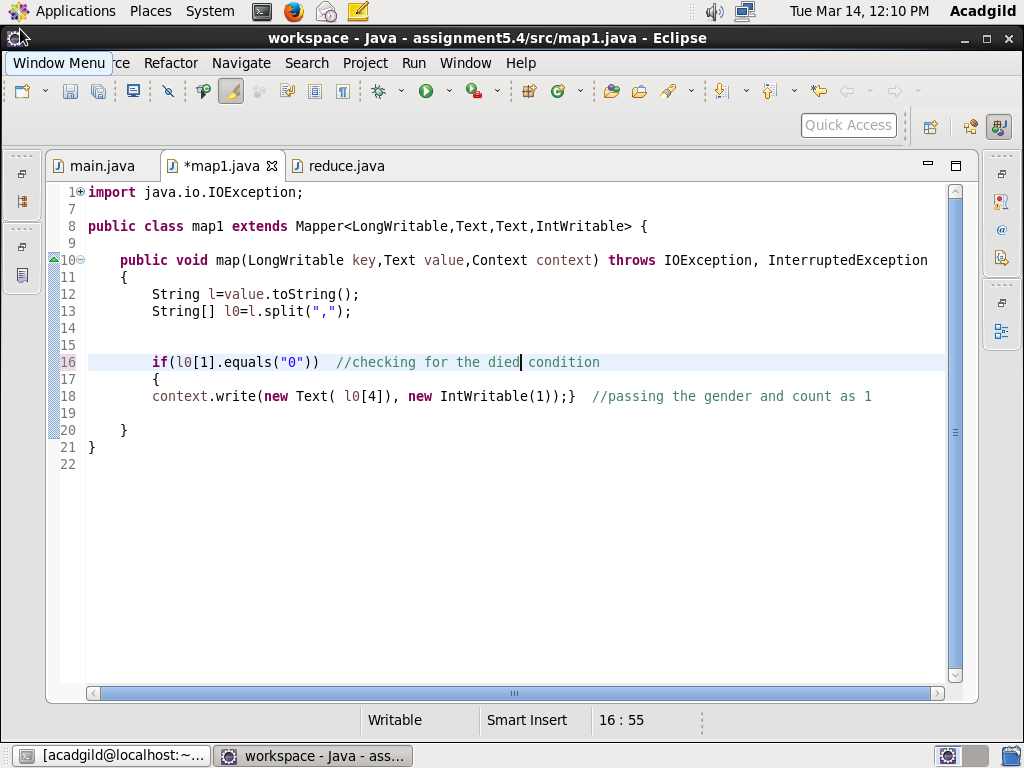 Applications Places System Tue Mar 14, 12:10 PM Acadgild
workspace - Java - assignment5.4/src/map1.java - Eclipse
Window Menu rce Refactor Navigate Search Project Run Window Help
Quick Access
main.java *map1.java reduce.java
1 import java.io.IOException;
7
8 public class map1 extends Mapper<LongWritable,Text,Text,IntWritable> {
9
10 public void map(LongWritable key,Text value,Context context) throws IOException, InterruptedException
11 {
12 String l=value.toString();
13 String[] l0=l.split(",");
14
15
16 if(l0[1].equals("0")) //checking for the died condition
17 {
18 context.write(new Text( l0[4]), new IntWritable(1));} //passing the gender and count as 1
19
20 }
21 }
22
Writable Smart Insert 16 : 55
[acadgild@localhost:~... workspace - Java - ass...